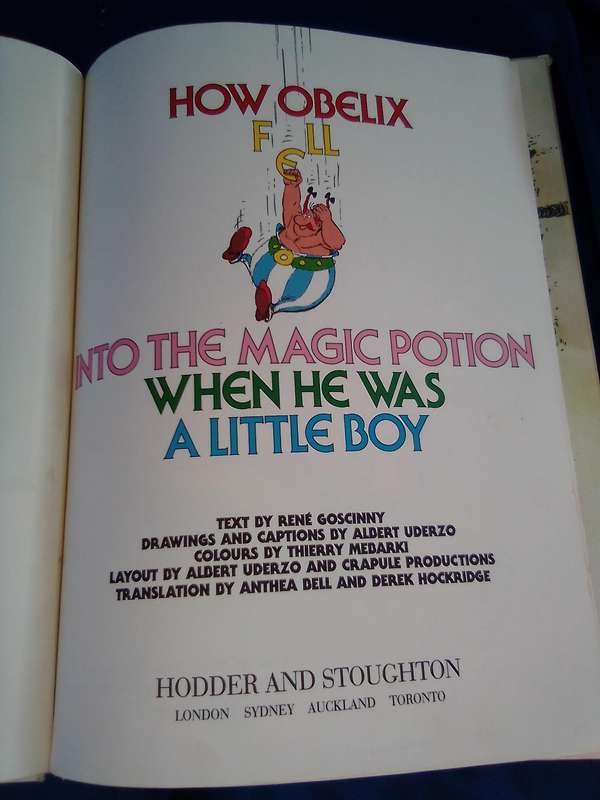 HOW OBELIX
FELL
INTO THE MAGIC POTION
WHEN HE WAS
A LITTLE BOY
TEXT BY RENÉ GOSCINNY
DRAWINGS AND CAPTIONS BY ALBERT UDERZO
COLOURS BY THIERRY MEBARKI
LAYOUT BY ALBERT UDERZO AND CRAPULE PRODUCTIONS
TRANSLATION BY ANTHEA BELL AND DEREK HOCKRIDGE
HODDER AND STOUGHTON
LONDON SYDNEY AUCKLAND TORONTO